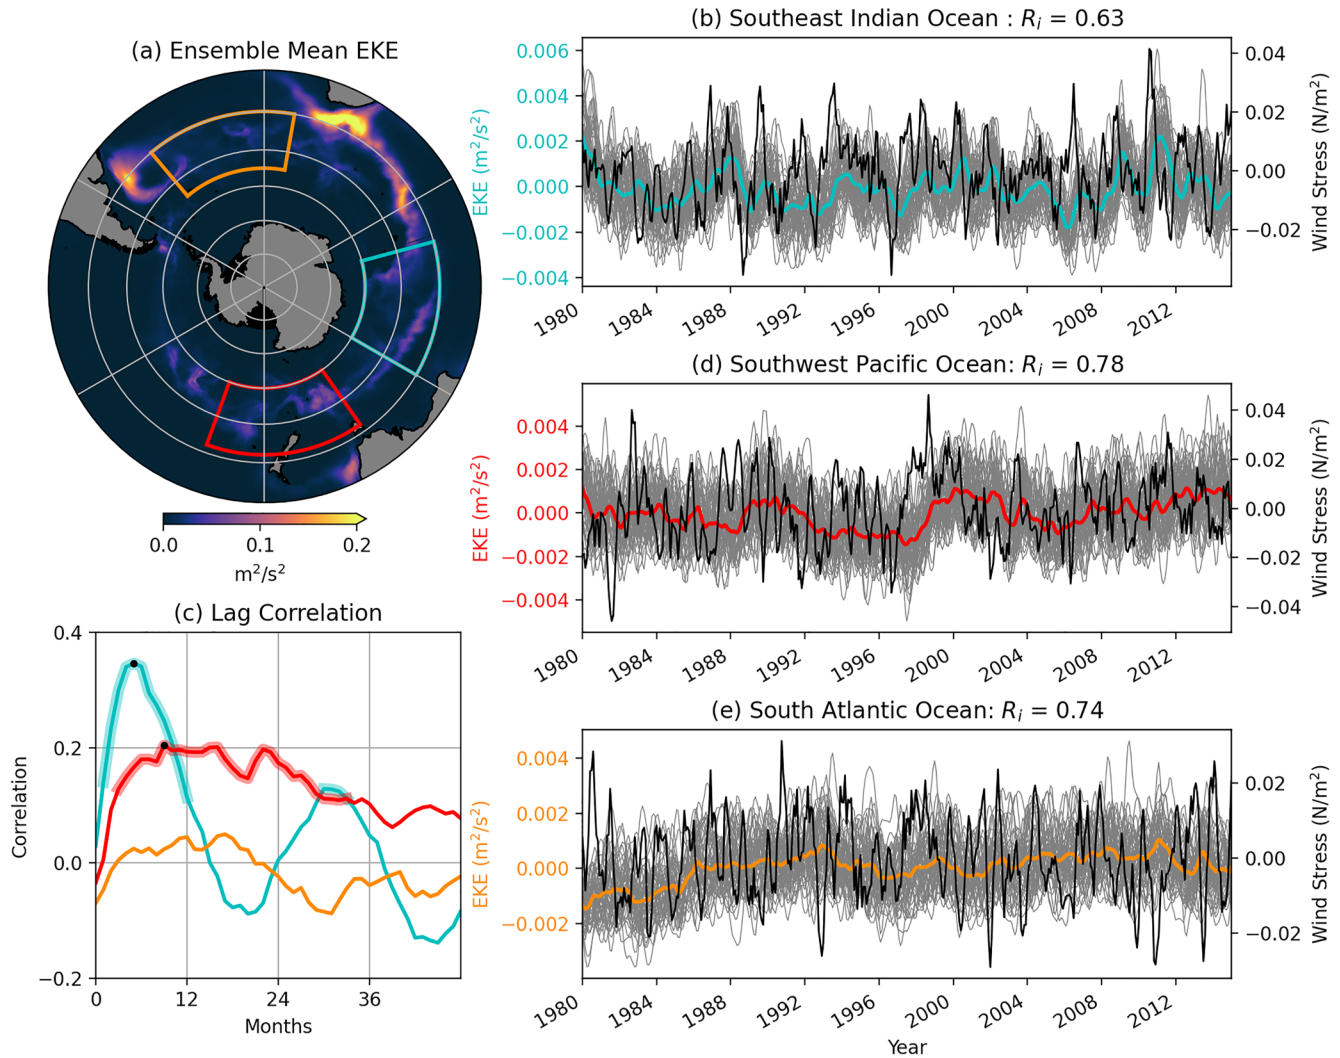 (a) Ensemble Mean EKE
0.0 0.1 0.2
m²/s²
(b) Southeast Indian Ocean : Rᵢ = 0.63
EKE (m²/s²)
0.006
0.004
0.002
0.000
−0.002
−0.004
0.04
0.02
0.00
−0.02
Wind Stress (N/m²)
1980 1984 1988 1992 1996 2000 2004 2008 2012
(c) Lag Correlation
Correlation
0.4
0.2
0.0
−0.2
0 12 24 36
Months
(d) Southwest Pacific Ocean: Rᵢ = 0.78
EKE (m²/s²)
0.004
0.002
0.000
−0.002
−0.004
0.04
0.02
0.00
−0.02
−0.04
Wind Stress (N/m²)
1980 1984 1988 1992 1996 2000 2004 2008 2012
(e) South Atlantic Ocean: Rᵢ = 0.74
EKE (m²/s²)
0.004
0.002
0.000
−0.002
0.02
0.00
−0.02
Wind Stress (N/m²)
1980 1984 1988 1992 1996 2000 2004 2008 2012
Year